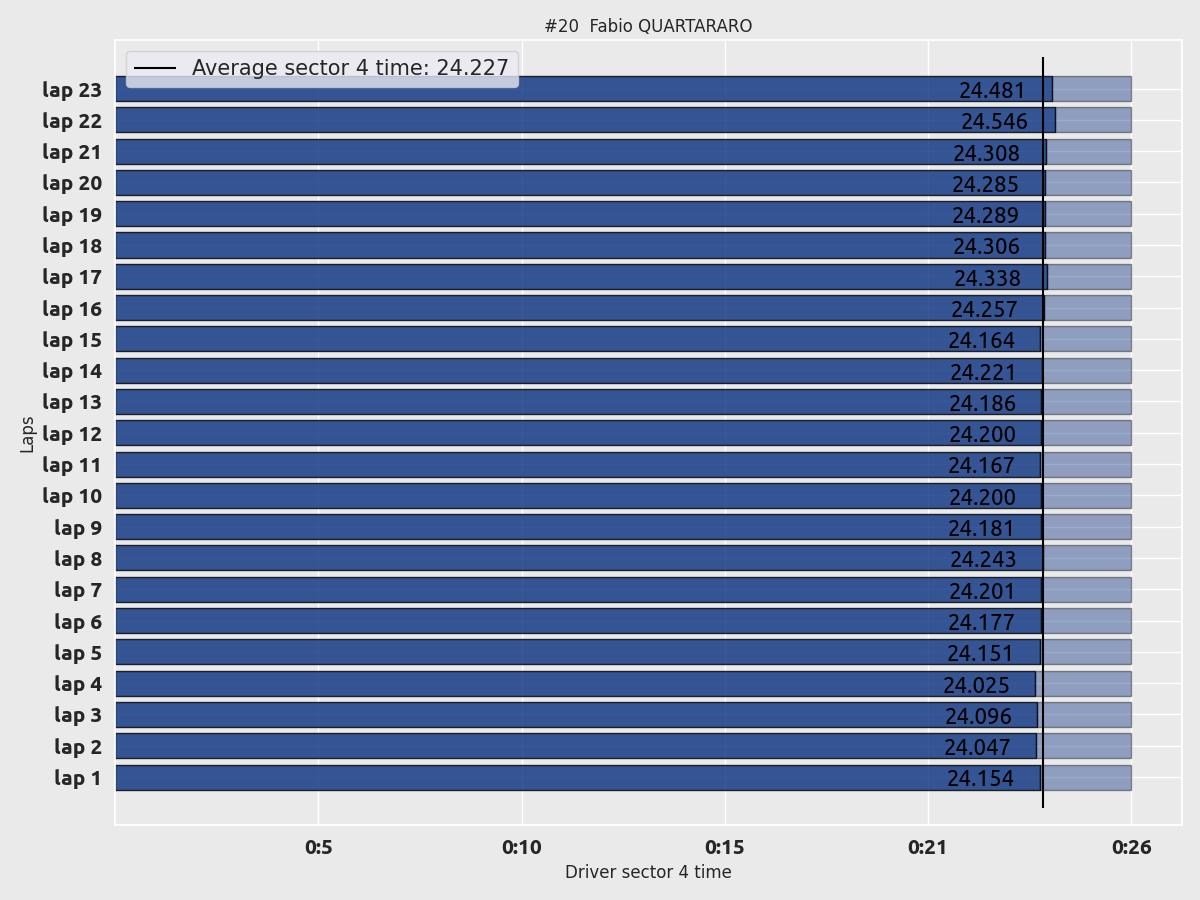 #20 Fabio QUARTARARO
Average sector 4 time: 24.227
lap 23 24.481
lap 22 24.546
lap 21 24.308
lap 20 24.285
lap 19 24.289
lap 18 24.306
lap 17 24.338
lap 16 24.257
lap 15 24.164
lap 14 24.221
lap 13 24.186
lap 12 24.200
lap 11 24.167
lap 10 24.200
lap 9 24.181
lap 8 24.243
lap 7 24.201
lap 6 24.177
lap 5 24.151
lap 4 24.025
lap 3 24.096
lap 2 24.047
lap 1 24.154
Laps
0:5 0:10 0:15 0:21 0:26
Driver sector 4 time